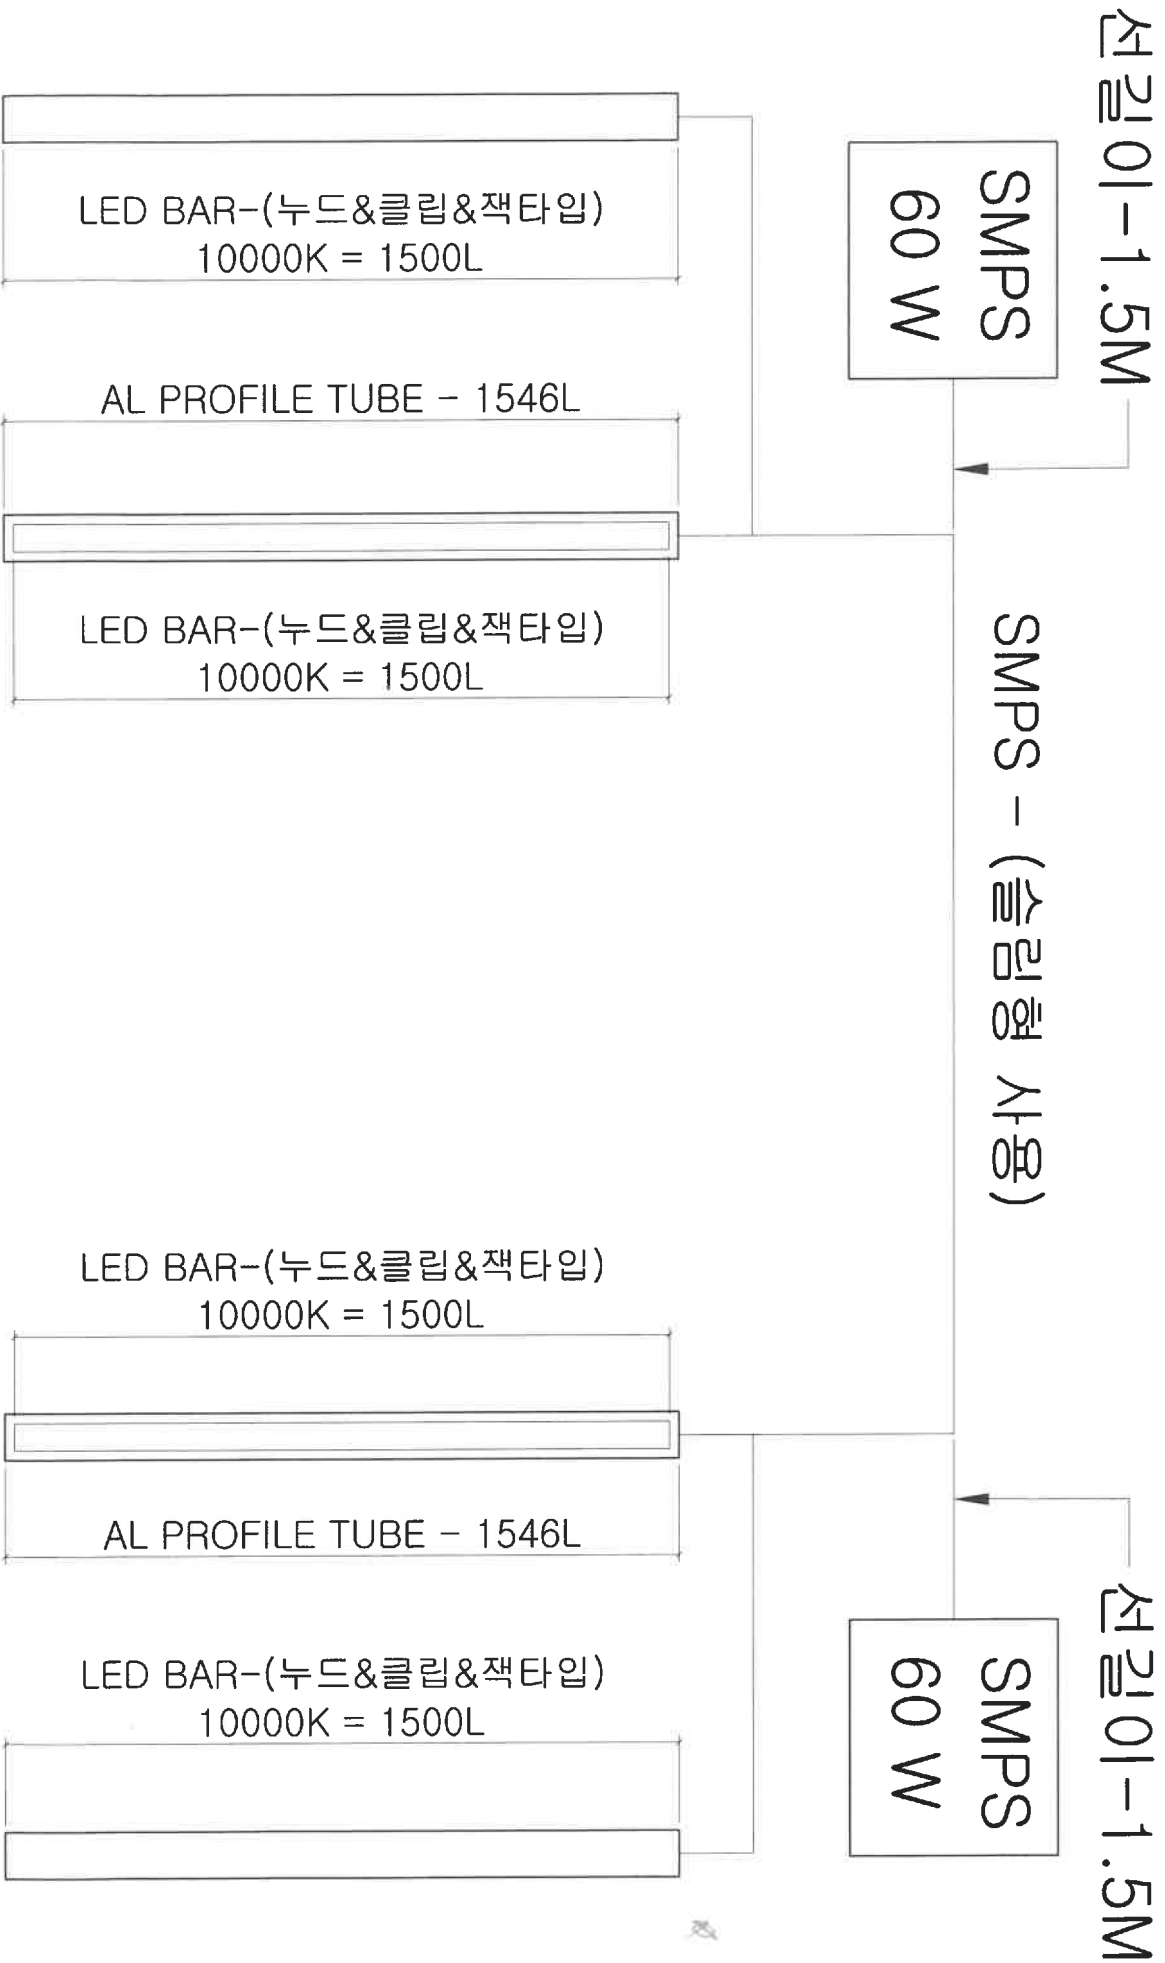 선길이-1.5M
SMPS
60 W
LED BAR-(누드&클립&잭타입)
10000K = 1500L
AL PROFILE TUBE - 1546L
LED BAR-(누드&클립&잭타입)
10000K = 1500L
SMPS - (슬림형 사용)
LED BAR-(누드&클립&잭타입)
10000K = 1500L
AL PROFILE TUBE - 1546L
LED BAR-(누드&클립&잭타입)
10000K = 1500L
SMPS
60 W
선길이-1.5M